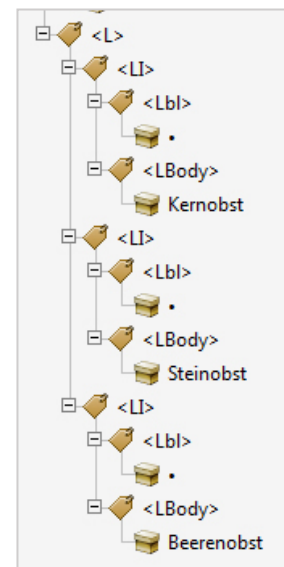 <L>
<LI>
<Lbl>
•
<LBody>
Kernobst
<LI>
<Lbl>
•
<LBody>
Steinobst
<LI>
<Lbl>
•
<LBody>
Beerenobst